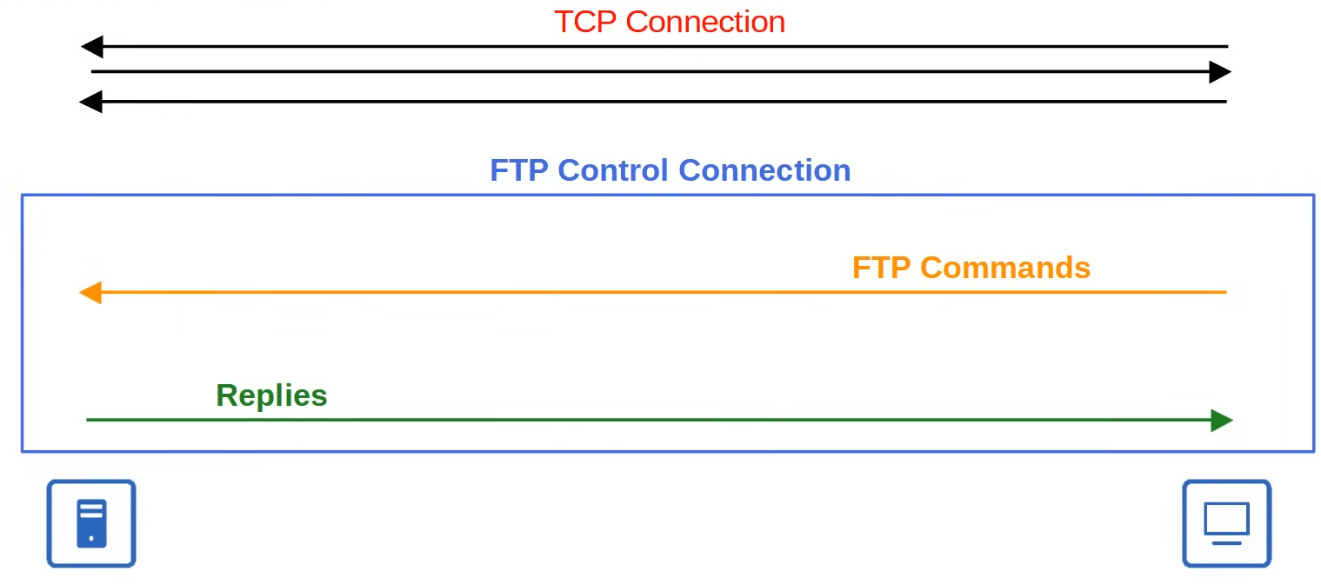 TCP Connection
FTP Control Connection
FTP Commands
Replies